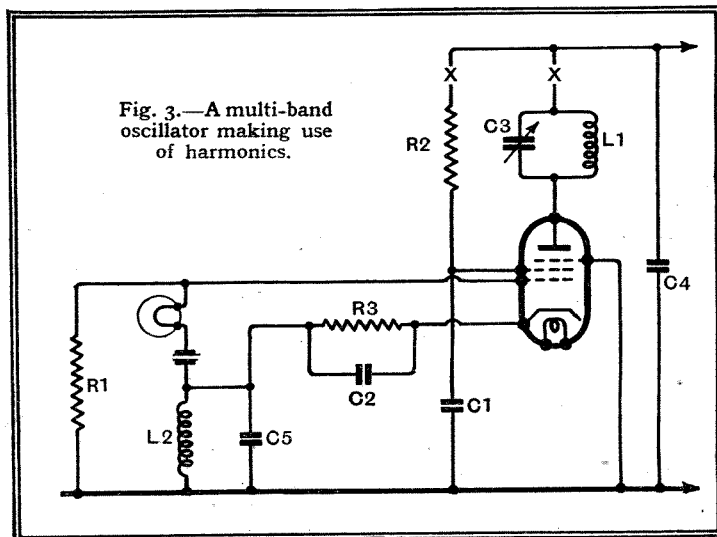 Fig. 3.—A multi-band
oscillator making use
of harmonics.
X
X
C3
L1
R2
C4
R3
R1
C2
C1
L2
C5